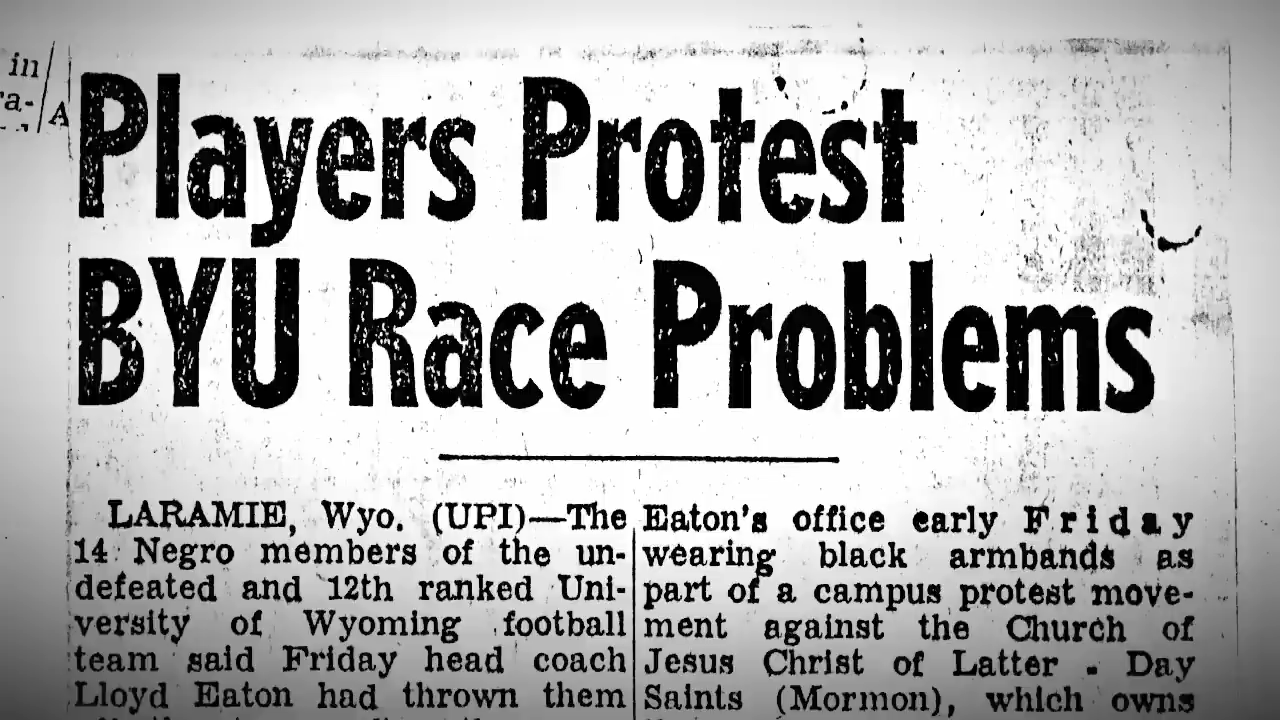 in
A
Players Protest
BYU Race Problems
LARAMIE, Wyo. (UPI)—The
14 Negro members of the un-
defeated and 12th ranked Uni-
versity of Wyoming football
team said Friday head coach
Lloyd Eaton had thrown them
Eaton's office early Friday
wearing black armbands as
part of a campus protest move-
ment against the Church of
Jesus Christ of Latter - Day
Saints (Mormon), which owns